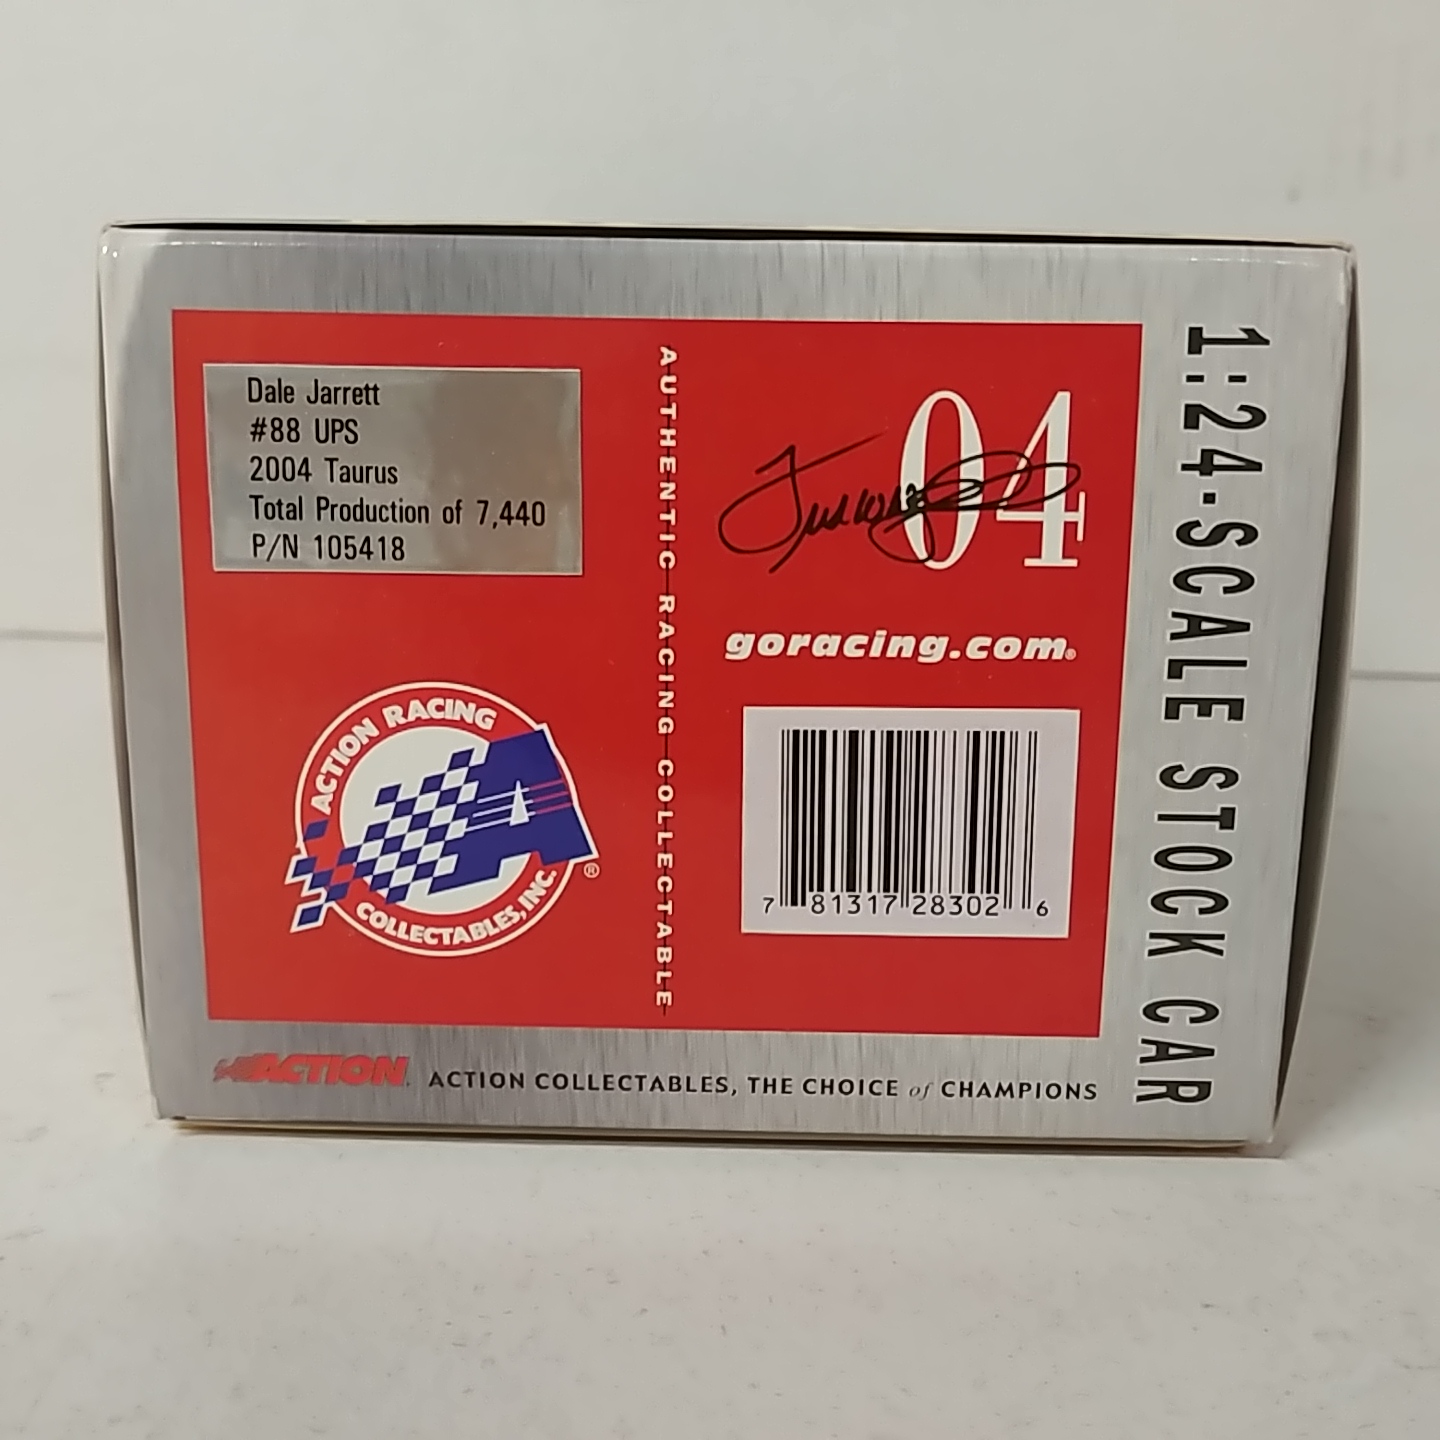 Dale Jarrett
#88 UPS
2004 Taurus
Total Production of 7,440
P/N 105418
AUTHENTIC RACING COLLECTABLE
04
goracing.com®
ACTION RACING
COLLECTABLES, INC.
®
7 81317 28302 6
1:24-SCALE STOCK CAR
ACTION
ACTION COLLECTABLES, THE CHOICE of CHAMPIONS